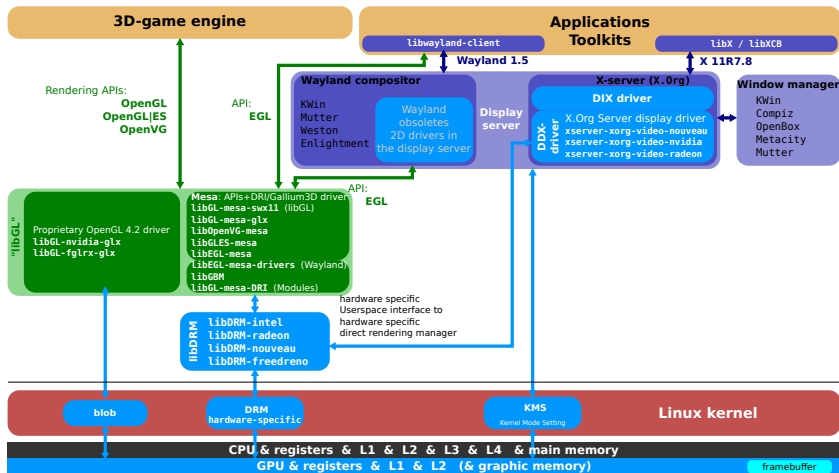 3D-game engine
Applications
Toolkits
libwayland-client
libX / libXCB
Wayland 1.5
X 11R7.8
Rendering APIs:
OpenGL
OpenGL|ES
OpenVG
API:
EGL
Wayland compositor
KWin
Mutter
Weston
Enlightment
Wayland
obsoletes
2D drivers in
the display server
Display
server
X-server (X.Org)
DIX driver
DDX-
driver
X.Org Server display driver
xserver-xorg-video-nouveau
xserver-xorg-video-nvidia
xserver-xorg-video-radeon
Window manager
KWin
Compiz
OpenBox
Metacity
Mutter
API:
EGL
"libGL"
Proprietary OpenGL 4.2 driver
libGL-nvidia-glx
libGL-fglrx-glx
Mesa: APIs+DRI/Gallium3D driver
libGL-mesa-swx11 (libGL)
libGL-mesa-glx
libOpenVG-mesa
libGLES-mesa
libEGL-mesa
libEGL-mesa-drivers (Wayland)
libGBM
libGL-mesa-DRI (Modules)
hardware specific
Userspace interface to
hardware specific
direct rendering manager
libDRM
libDRM-intel
libDRM-radeon
libDRM-nouveau
libDRM-freedreno
blob
DRM
hardware-specific
KMS
Kernel Mode Setting
Linux kernel
CPU & registers & L1 & L2 & L3 & L4 & main memory
GPU & registers & L1 & L2 (& graphic memory)
framebuffer